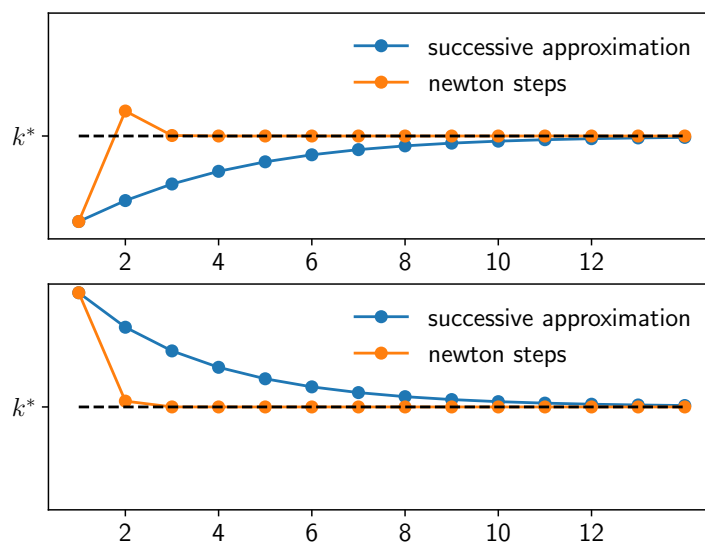 successive approximation
newton steps
k*
2 4 6 8 10 12
successive approximation
newton steps
k*
2 4 6 8 10 12